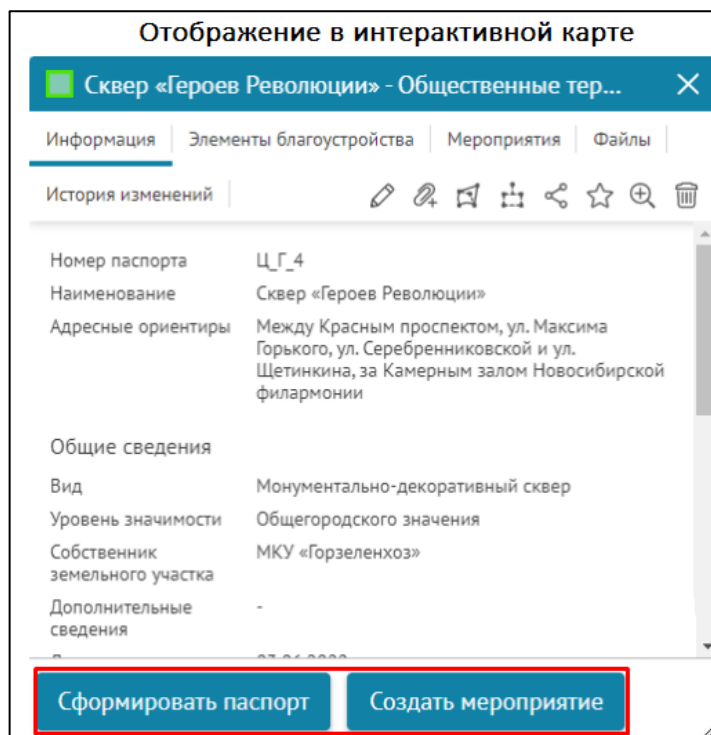 Отображение в интерактивной карте
Сквер «Героев Революции» - Общественные тер...
Информация Элементы благоустройства Мероприятия Файлы
История изменений
Номер паспорта Ц_Г_4
Наименование Сквер «Героев Революции»
Адресные ориентиры Между Красным проспектом, ул. Максима
Горького, ул. Серебренниковской и ул.
Щетинкина, за Камерным залом Новосибирской
филармонии
Общие сведения
Вид Монументально-декоративный сквер
Уровень значимости Общегородского значения
Собственник МКУ «Горзеленхоз»
земельного участка
Дополнительные -
сведения
Сформировать паспорт Создать мероприятие